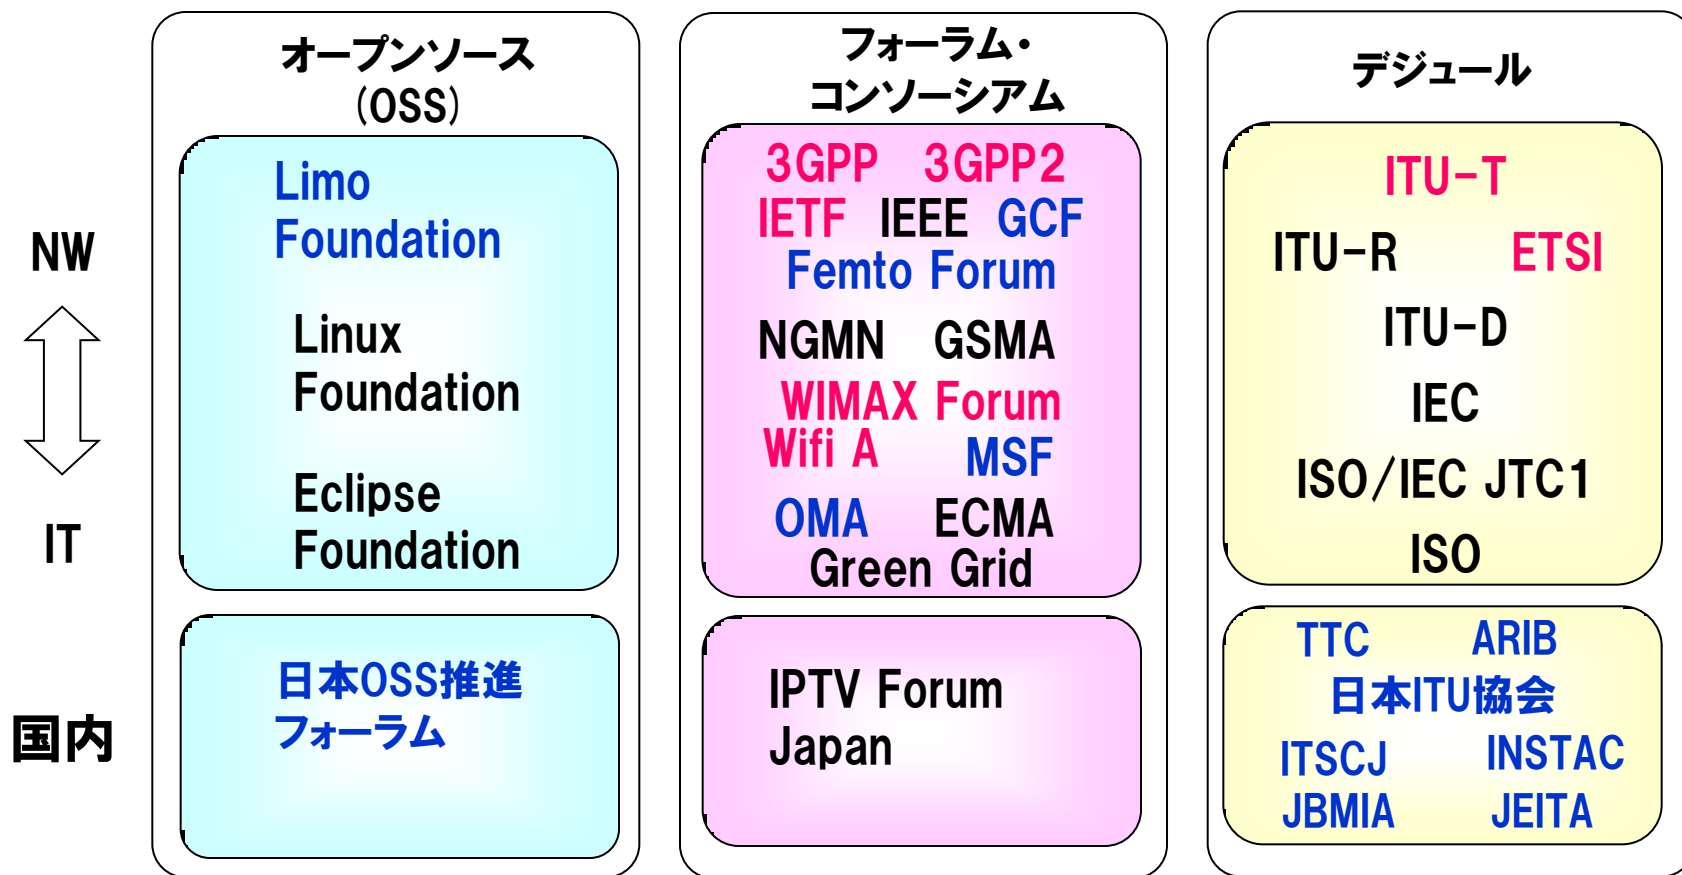 オープンソース
(OSS)
Limo
Foundation
Linux
Foundation
Eclipse
Foundation
日本OSS推進
フォーラム
フォーラム・
コンソーシアム
3GPP 3GPP2
IETF IEEE GCF
Femto Forum
NGMN GSMA
WIMAX Forum
Wifi A MSF
OMA ECMA
Green Grid
IPTV Forum
Japan
デジュール
ITU-T
ITU-R ETSI
ITU-D
IEC
ISO/IEC JTC1
ISO
TTC ARIB
日本ITU協会
ITSCJ INSTAC
JBMIA JEITA
NW
IT
国内